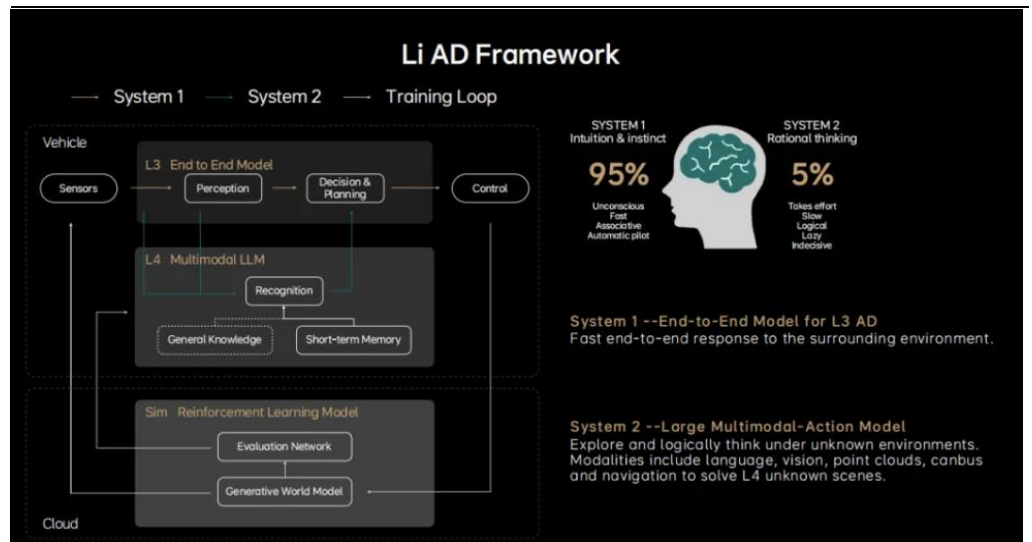 Li AD Framework
System 1
System 2
Training Loop
Vehicle
L3 End to End Model
Sensors
Perception
Decision &
Planning
Control
L4 Multimodal LLM
Recognition
General Knowledge
Short-term Memory
Sim Reinforcement Learning Model
Evaluation Network
Generative World Model
Cloud
SYSTEM 1
Intuition & instinct
95%
Unconscious
Fast
Associative
Automatic pilot
SYSTEM 2
Rational thinking
5%
Takes effort
Slow
Logical
Lazy
Indecisive
System 1 --End-to-End Model for L3 AD
Fast end-to-end response to the surrounding environment.
System 2 --Large Multimodal-Action Model
Explore and logically think under unknown environments.
Modalities include language, vision, point clouds, canbus
and navigation to solve L4 unknown scenes.